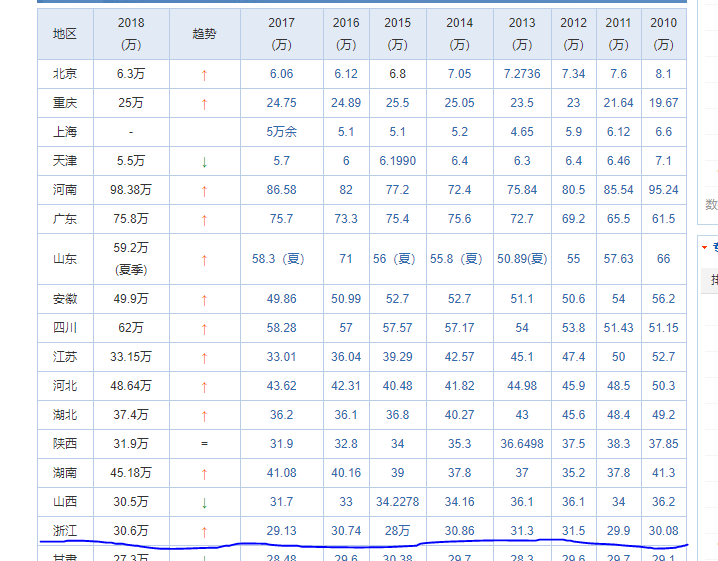 地区 2018 (万) 趋势 2017 (万) 2016 (万) 2015 (万) 2014 (万) 2013 (万) 2012 (万) 2011 (万) 2010 (万)
北京 6.3万 ↑ 6.06 6.12 6.8 7.05 7.2736 7.34 7.6 8.1
重庆 25万 ↑ 24.75 24.89 25.5 25.05 23.5 23 21.64 19.67
上海 - 5万余 5.1 5.1 5.2 4.65 5.9 6.12 6.6
天津 5.5万 ↓ 5.7 6 6.1990 6.4 6.3 6.4 6.46 7.1
河南 98.38万 ↑ 86.58 82 77.2 72.4 75.84 80.5 85.54 95.24
广东 75.8万 ↑ 75.7 73.3 75.4 75.6 72.7 69.2 65.5 61.5
山东 59.2万 (夏季) ↑ 58.3（夏） 71 56（夏） 55.8（夏） 50.89(夏) 55 57.63 66
安徽 49.9万 ↑ 49.86 50.99 52.7 52.7 51.1 50.6 54 56.2
四川 62万 ↑ 58.28 57 57.57 57.17 54 53.8 51.43 51.15
江苏 33.15万 ↑ 33.01 36.04 39.29 42.57 45.1 47.4 50 52.7
河北 48.64万 ↑ 43.62 42.31 40.48 41.82 44.98 45.9 48.5 50.3
湖北 37.4万 ↑ 36.2 36.1 36.8 40.27 43 45.6 48.4 49.2
陕西 31.9万 = 31.9 32.8 34 35.3 36.6498 37.5 38.3 37.85
湖南 45.18万 ↑ 41.08 40.16 39 37.8 37 35.2 37.8 41.3
山西 30.5万 ↓ 31.7 33 34.2278 34.16 36.1 36.1 34 36.2
浙江 30.6万 ↑ 29.13 30.74 28万 30.86 31.3 31.5 29.9 30.08
甘肃 27.3万 28.48 29.6 30.38 29.7 28.3 29.6 29.7 29.1
数